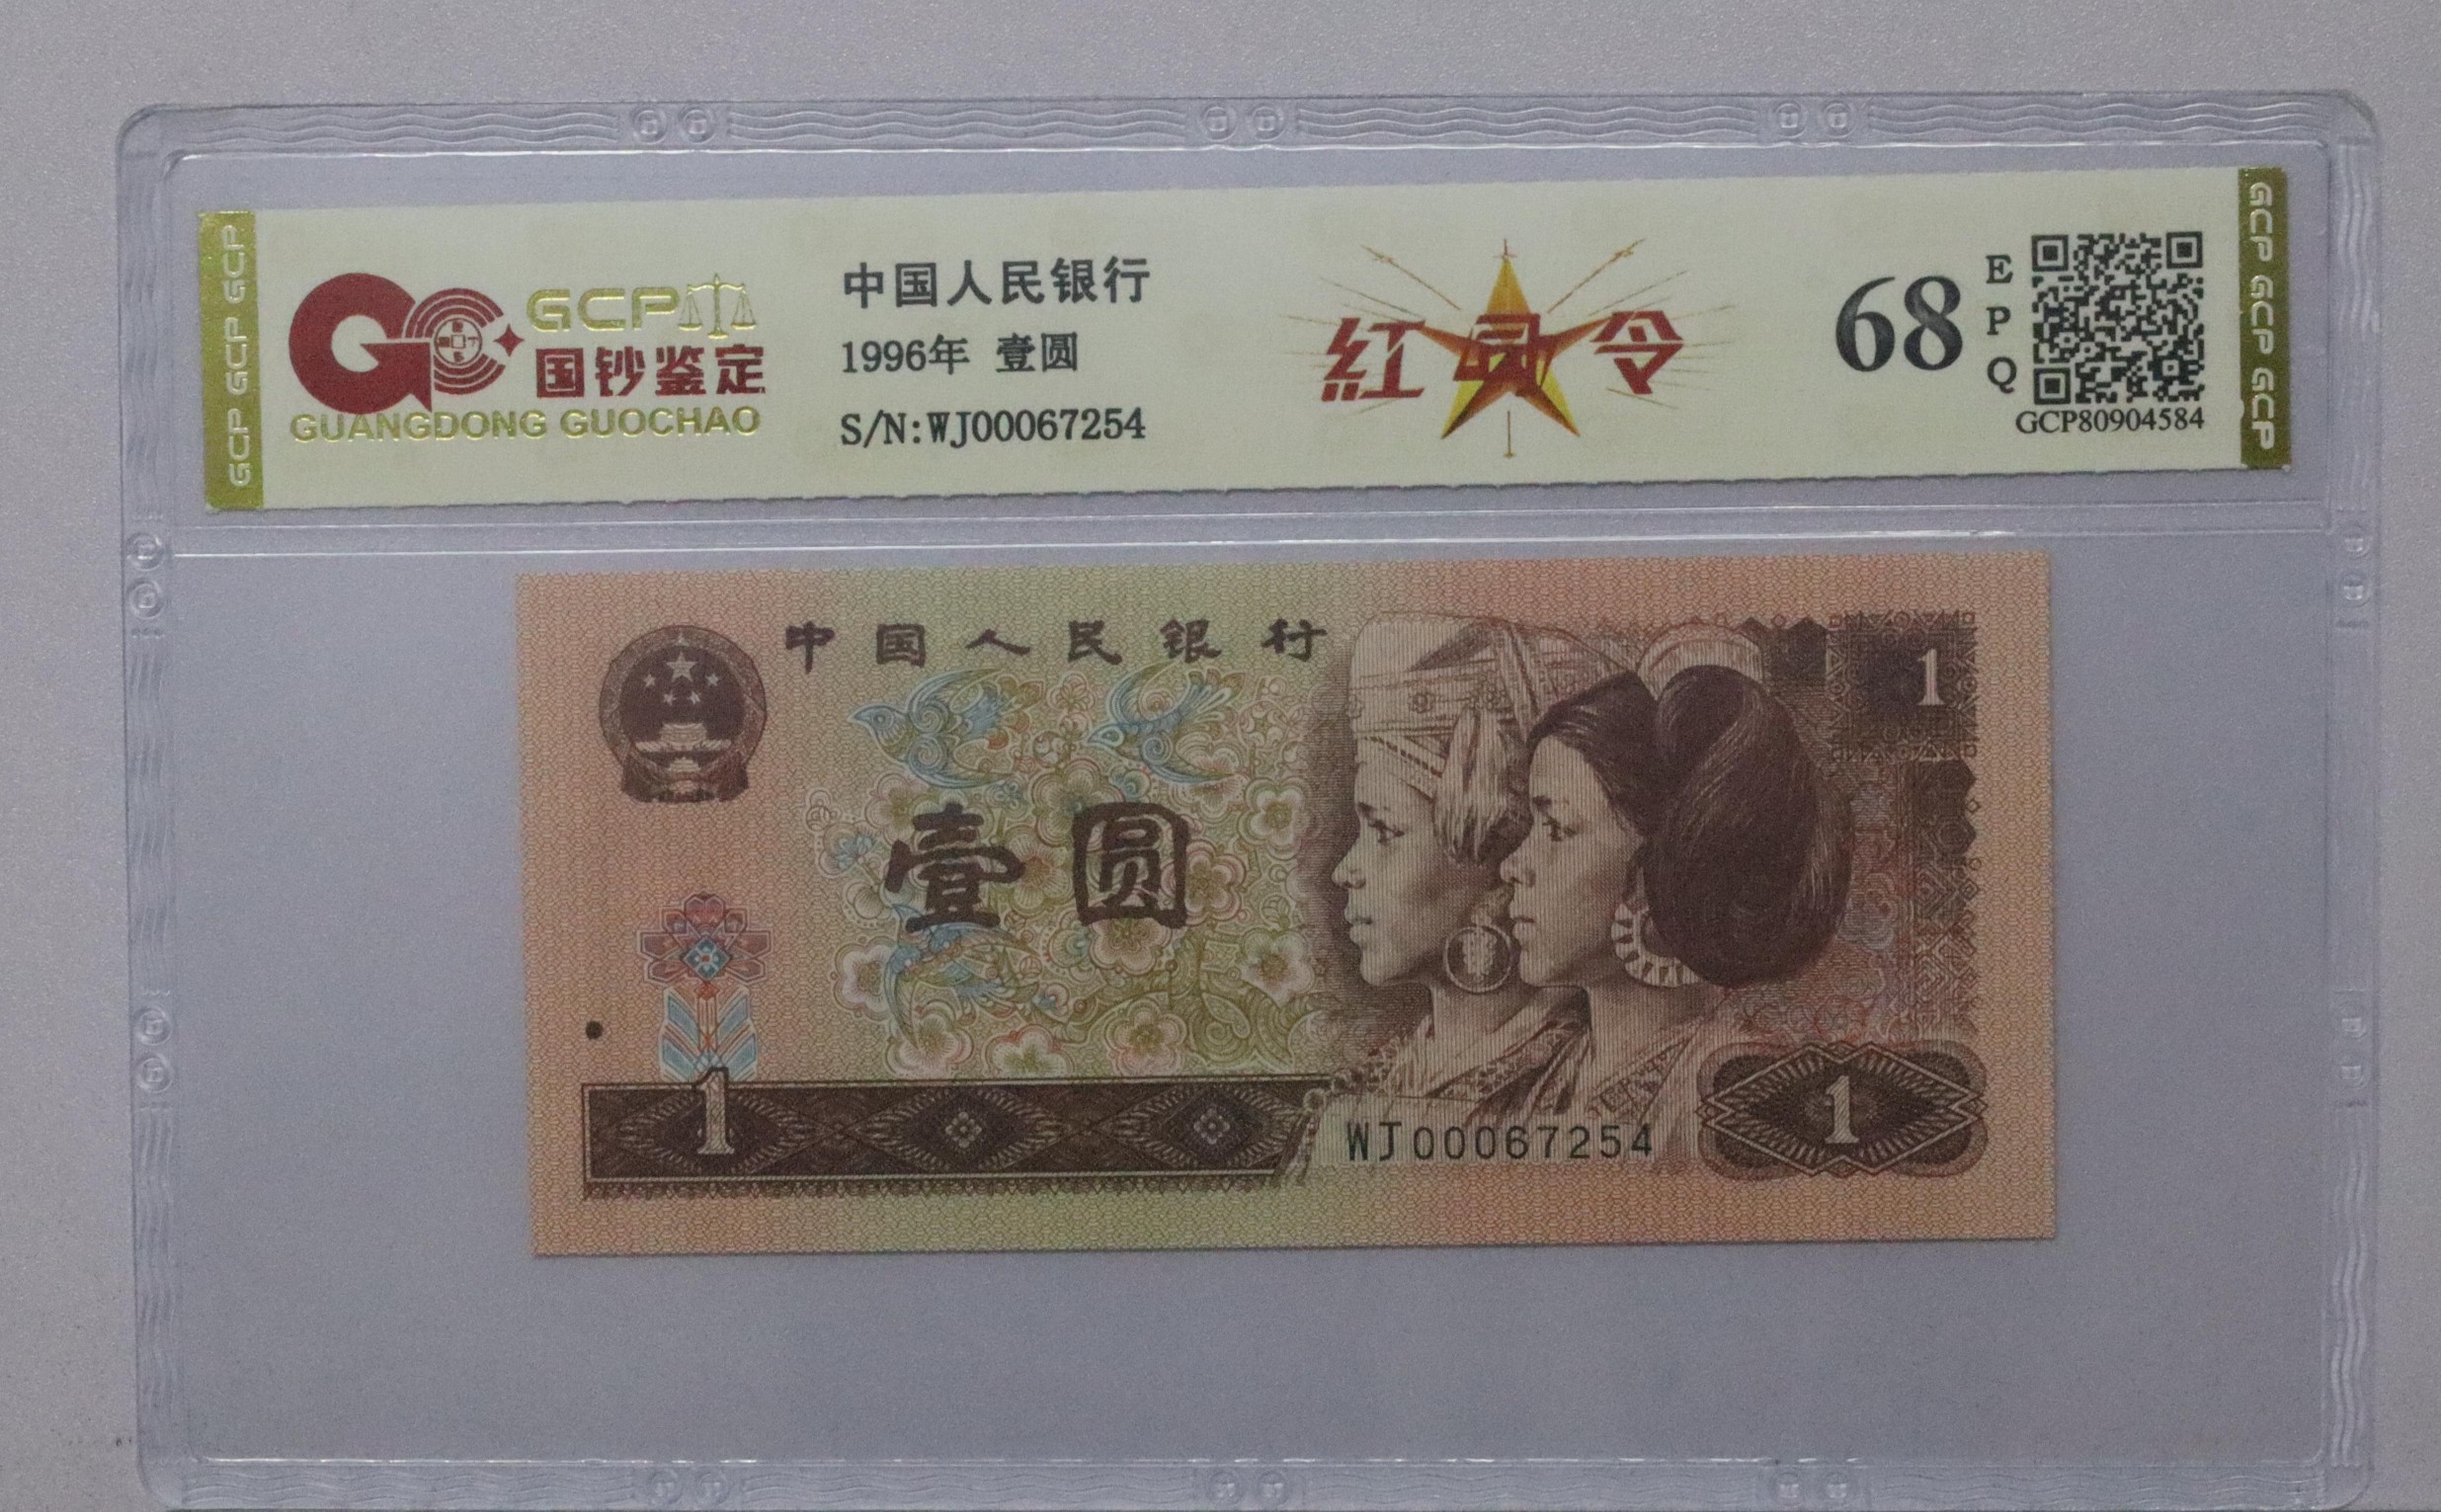 GCP GCP GCP
GCP
国钞鉴定
GUANGDONG GUOCHAO
中国人民银行
1996年 壹圆
S/N:WJ00067254
紅
令
68
E
P
Q
GCP80904584
GCP GCP GCP
中国人民银行
1
壹圆
1
WJ00067254
1